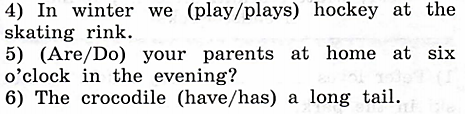 4) In winter we (play/plays) hockey at the
skating rink.
5) (Are/Do) your parents at home at six
o'clock in the evening?
6) The crocodile (have/has) a long tail.